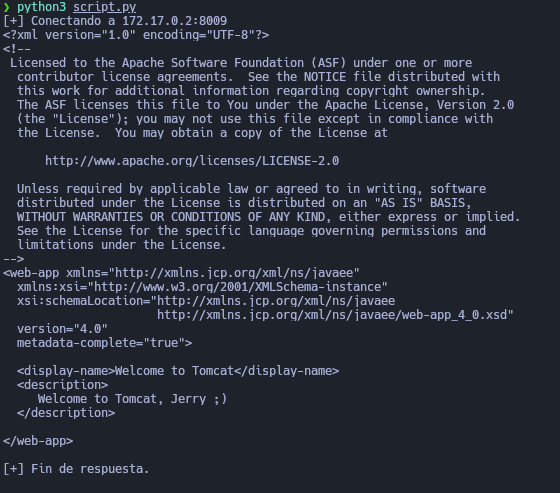 ❯ python3 script.py
[+] Conectando a 172.17.0.2:8009
<?xml version="1.0" encoding="UTF-8"?>
<!--
 Licensed to the Apache Software Foundation (ASF) under one or more
  contributor license agreements.  See the NOTICE file distributed with
  this work for additional information regarding copyright ownership.
  The ASF licenses this file to You under the Apache License, Version 2.0
  (the "License"); you may not use this file except in compliance with
  the License.  You may obtain a copy of the License at

      http://www.apache.org/licenses/LICENSE-2.0

  Unless required by applicable law or agreed to in writing, software
  distributed under the License is distributed on an "AS IS" BASIS,
  WITHOUT WARRANTIES OR CONDITIONS OF ANY KIND, either express or implied.
  See the License for the specific language governing permissions and
  limitations under the License.
-->
<web-app xmlns="http://xmlns.jcp.org/xml/ns/javaee"
  xmlns:xsi="http://www.w3.org/2001/XMLSchema-instance"
  xsi:schemaLocation="http://xmlns.jcp.org/xml/ns/javaee
                      http://xmlns.jcp.org/xml/ns/javaee/web-app_4_0.xsd"
  version="4.0"
  metadata-complete="true">

  <display-name>Welcome to Tomcat</display-name>
  <description>
     Welcome to Tomcat, Jerry ;)
  </description>

</web-app>

[+] Fin de respuesta.